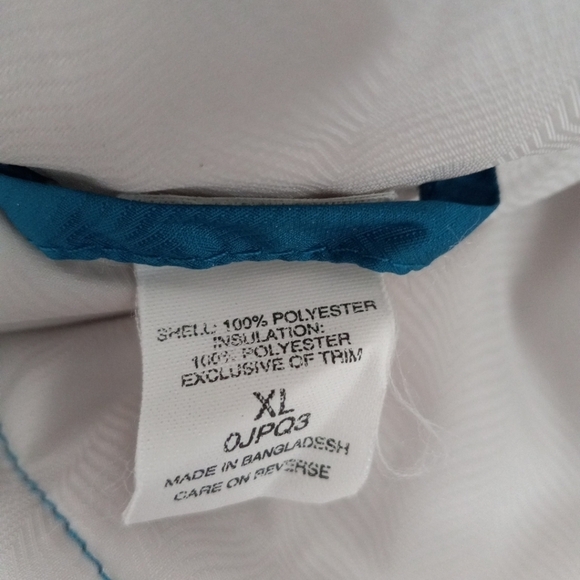 SHELL: 100% POLYESTER
INSULATION:
100% POLYESTER
EXCLUSIVE OF TRIM
XL
0JPQ3
MADE IN BANGLADESH
CARE ON REVERSE